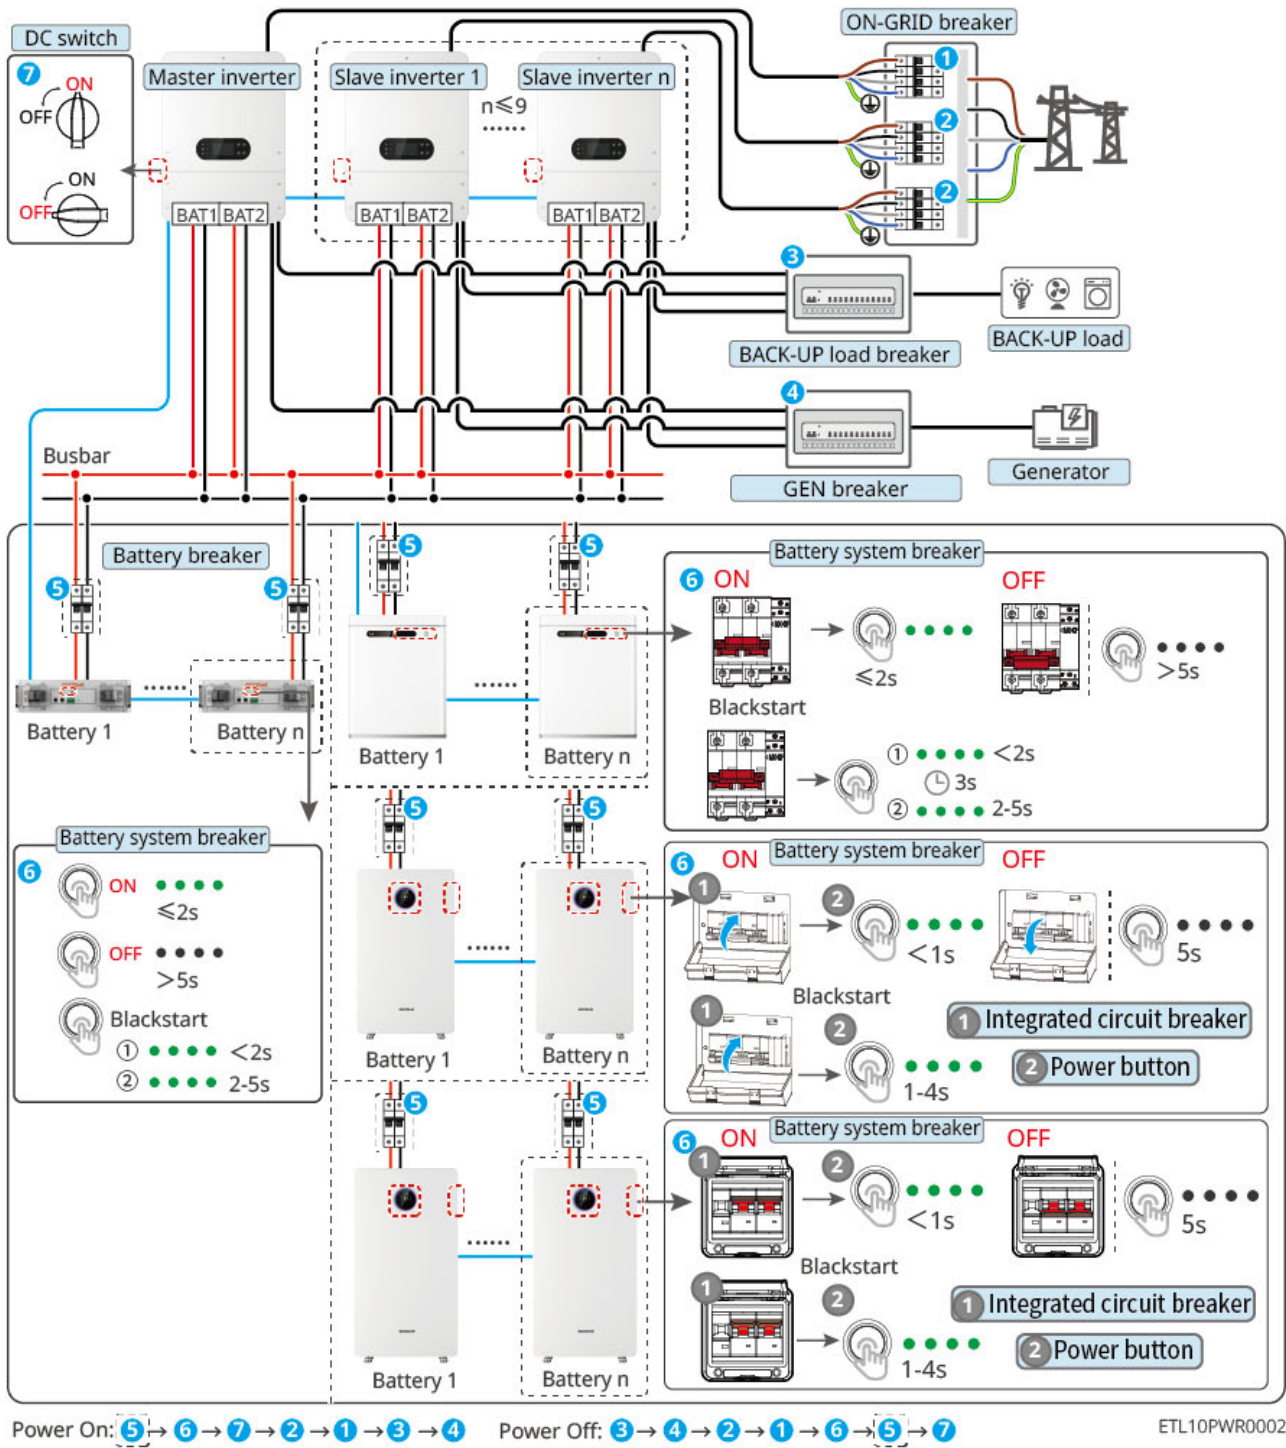 DC switch
7
ON
OFF
ON
OFF
Master inverter
Slave inverter 1
Slave inverter n
n≤9
······
BAT1 BAT2
BAT1 BAT2
BAT1 BAT2
ON-GRID breaker
1
2
2
3
BACK-UP load breaker
BACK-UP load
4
GEN breaker
Generator
Busbar
Battery breaker
5
5
······
Battery 1
Battery n
Battery system breaker
6
ON
≤2s
OFF
>5s
Blackstart
① <2s
② 2-5s
5
5
······
Battery 1
Battery n
5
5
······
Battery 1
Battery n
5
5
······
Battery 1
Battery n
Battery system breaker
6 ON
OFF
≤2s
>5s
Blackstart
① <2s
3s
② 2-5s
Battery system breaker
6 ON
OFF
1
2
<1s
5s
Blackstart
1
2
1-4s
1 Integrated circuit breaker
2 Power button
Battery system breaker
6 ON
OFF
1
2
<1s
5s
Blackstart
1
2
1-4s
1 Integrated circuit breaker
2 Power button
Power On: 5 → 6 → 7 → 2 → 1 → 3 → 4
Power Off: 3 → 4 → 2 → 1 → 6 → 5 → 7
ETL10PWR0002